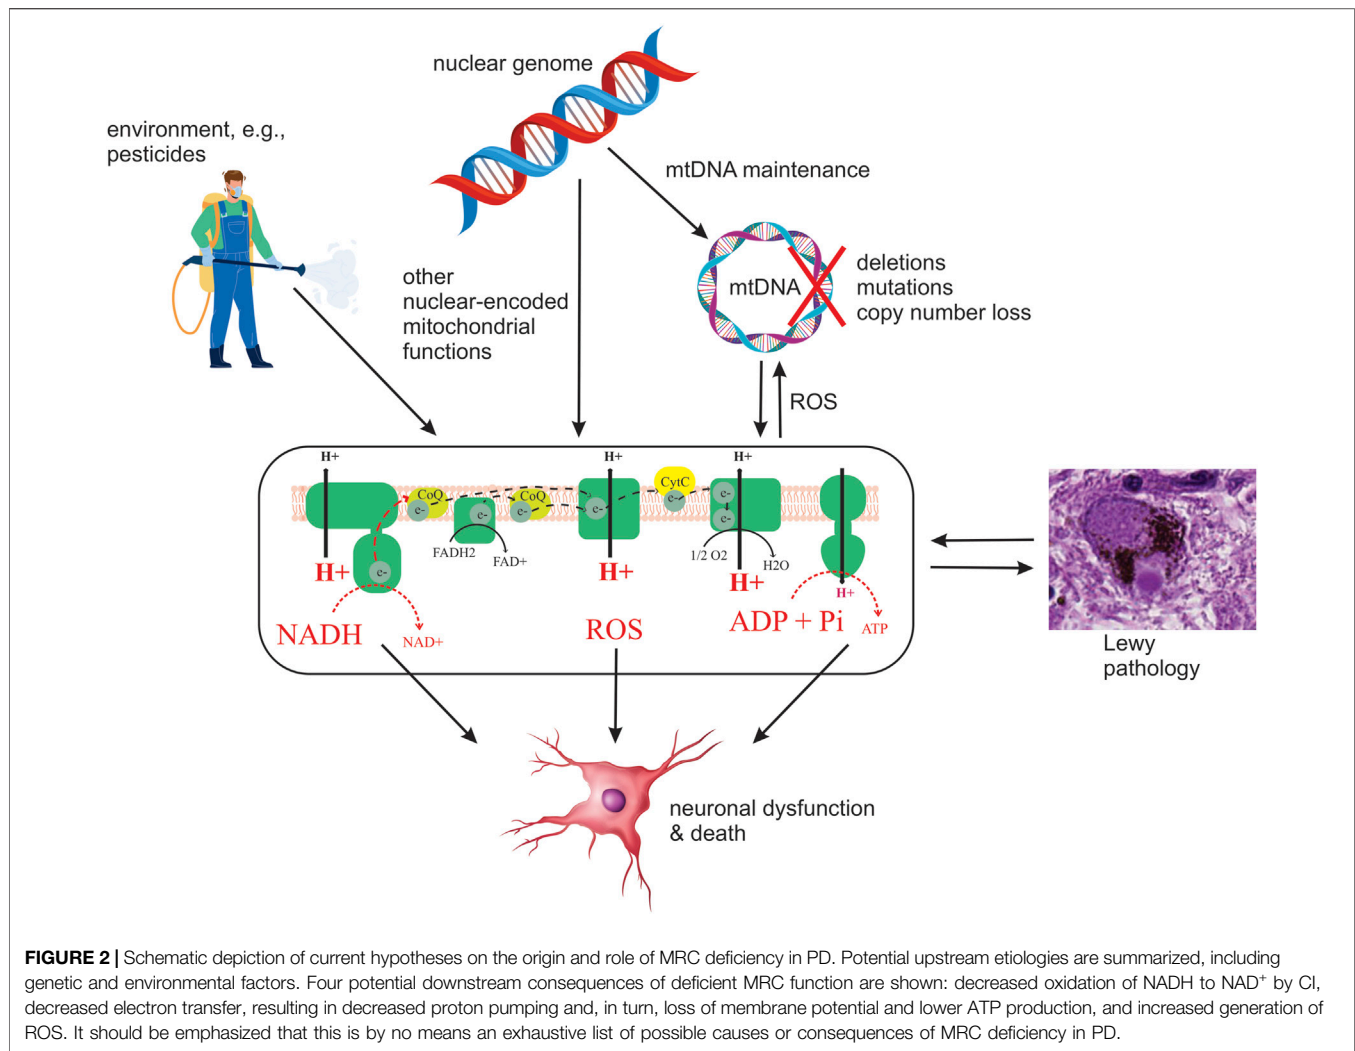 nuclear genome
environment, e.g.,
pesticides
mtDNA maintenance
other
nuclear-encoded
mitochondrial
functions
mtDNA
deletions
mutations
copy number loss
ROS
H+
H+
H+
CoQ
e-
e-
CoQ
e-
e-
CytC
e-
e-
e-
FADH2
FAD+
1/2 O2
H2O
H+
e-
H+
H+
H+
NADH
NAD+
ROS
ADP + Pi
ATP
Lewy
pathology
neuronal dysfunction
& death
FIGURE 2 | Schematic depiction of current hypotheses on the origin and role of MRC deficiency in PD. Potential upstream etiologies are summarized, including
genetic and environmental factors. Four potential downstream consequences of deficient MRC function are shown: decreased oxidation of NADH to NAD⁺ by CI,
decreased electron transfer, resulting in decreased proton pumping and, in turn, loss of membrane potential and lower ATP production, and increased generation of
ROS. It should be emphasized that this is by no means an exhaustive list of possible causes or consequences of MRC deficiency in PD.